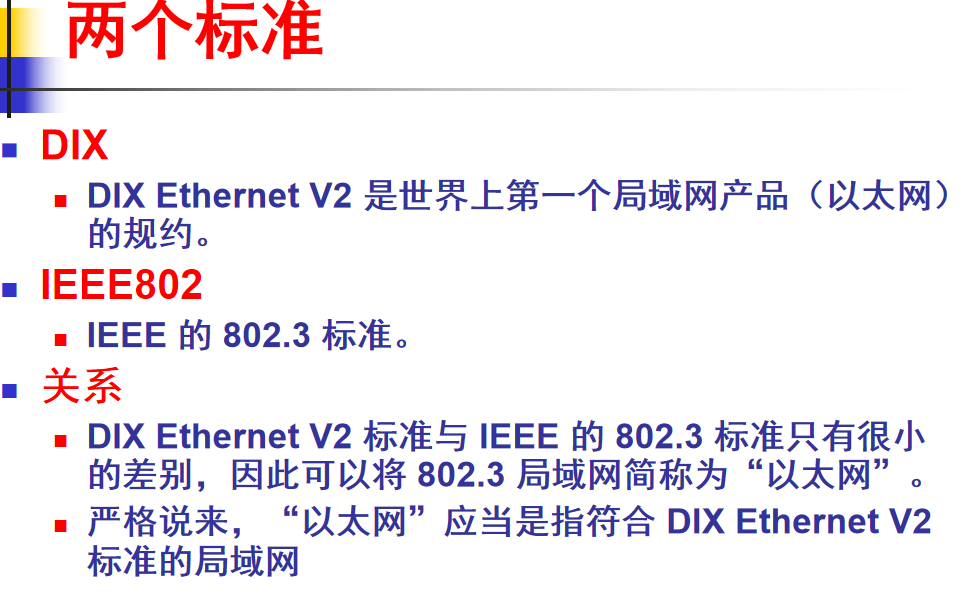 两个标准
DIX
DIX Ethernet V2 是世界上第一个局域网产品（以太网）
的规约。
IEEE802
IEEE 的 802.3 标准。
关系
DIX Ethernet V2 标准与 IEEE 的 802.3 标准只有很小
的差别，因此可以将 802.3 局域网简称为“以太网”。
严格说来，“以太网”应当是指符合 DIX Ethernet V2
标准的局域网